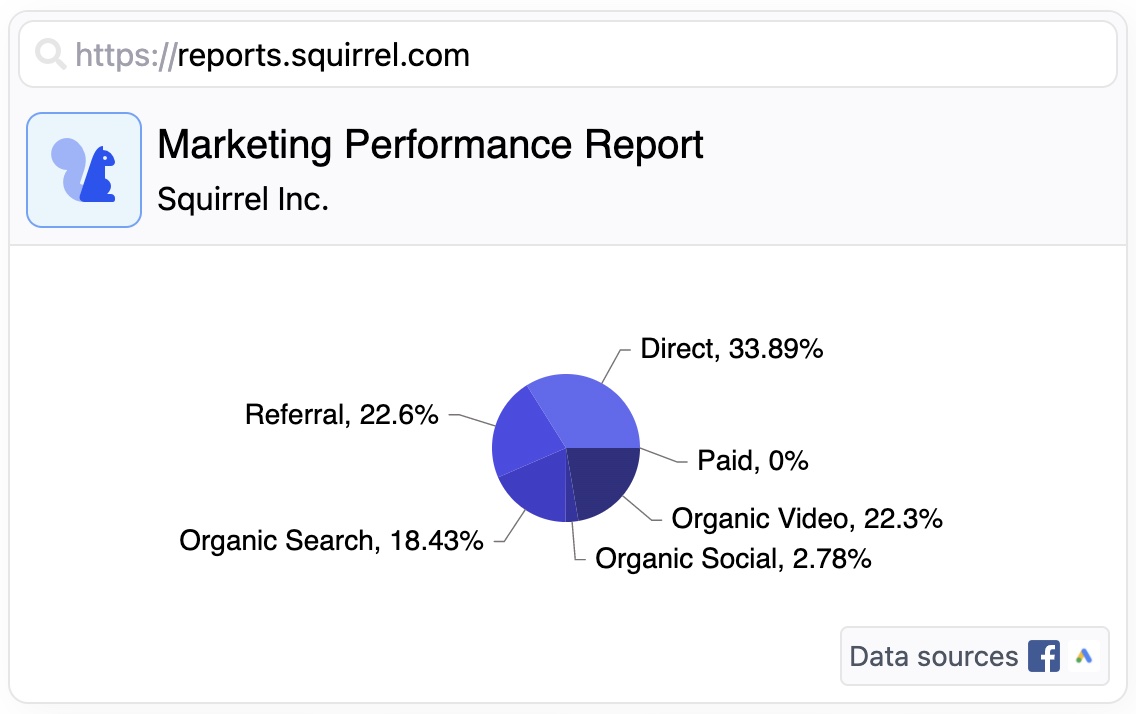 https://reports.squirrel.com
Marketing Performance Report
Squirrel Inc.
Direct, 33.89%
Referral, 22.6%
Paid, 0%
Organic Video, 22.3%
Organic Search, 18.43%
Organic Social, 2.78%
Data sources